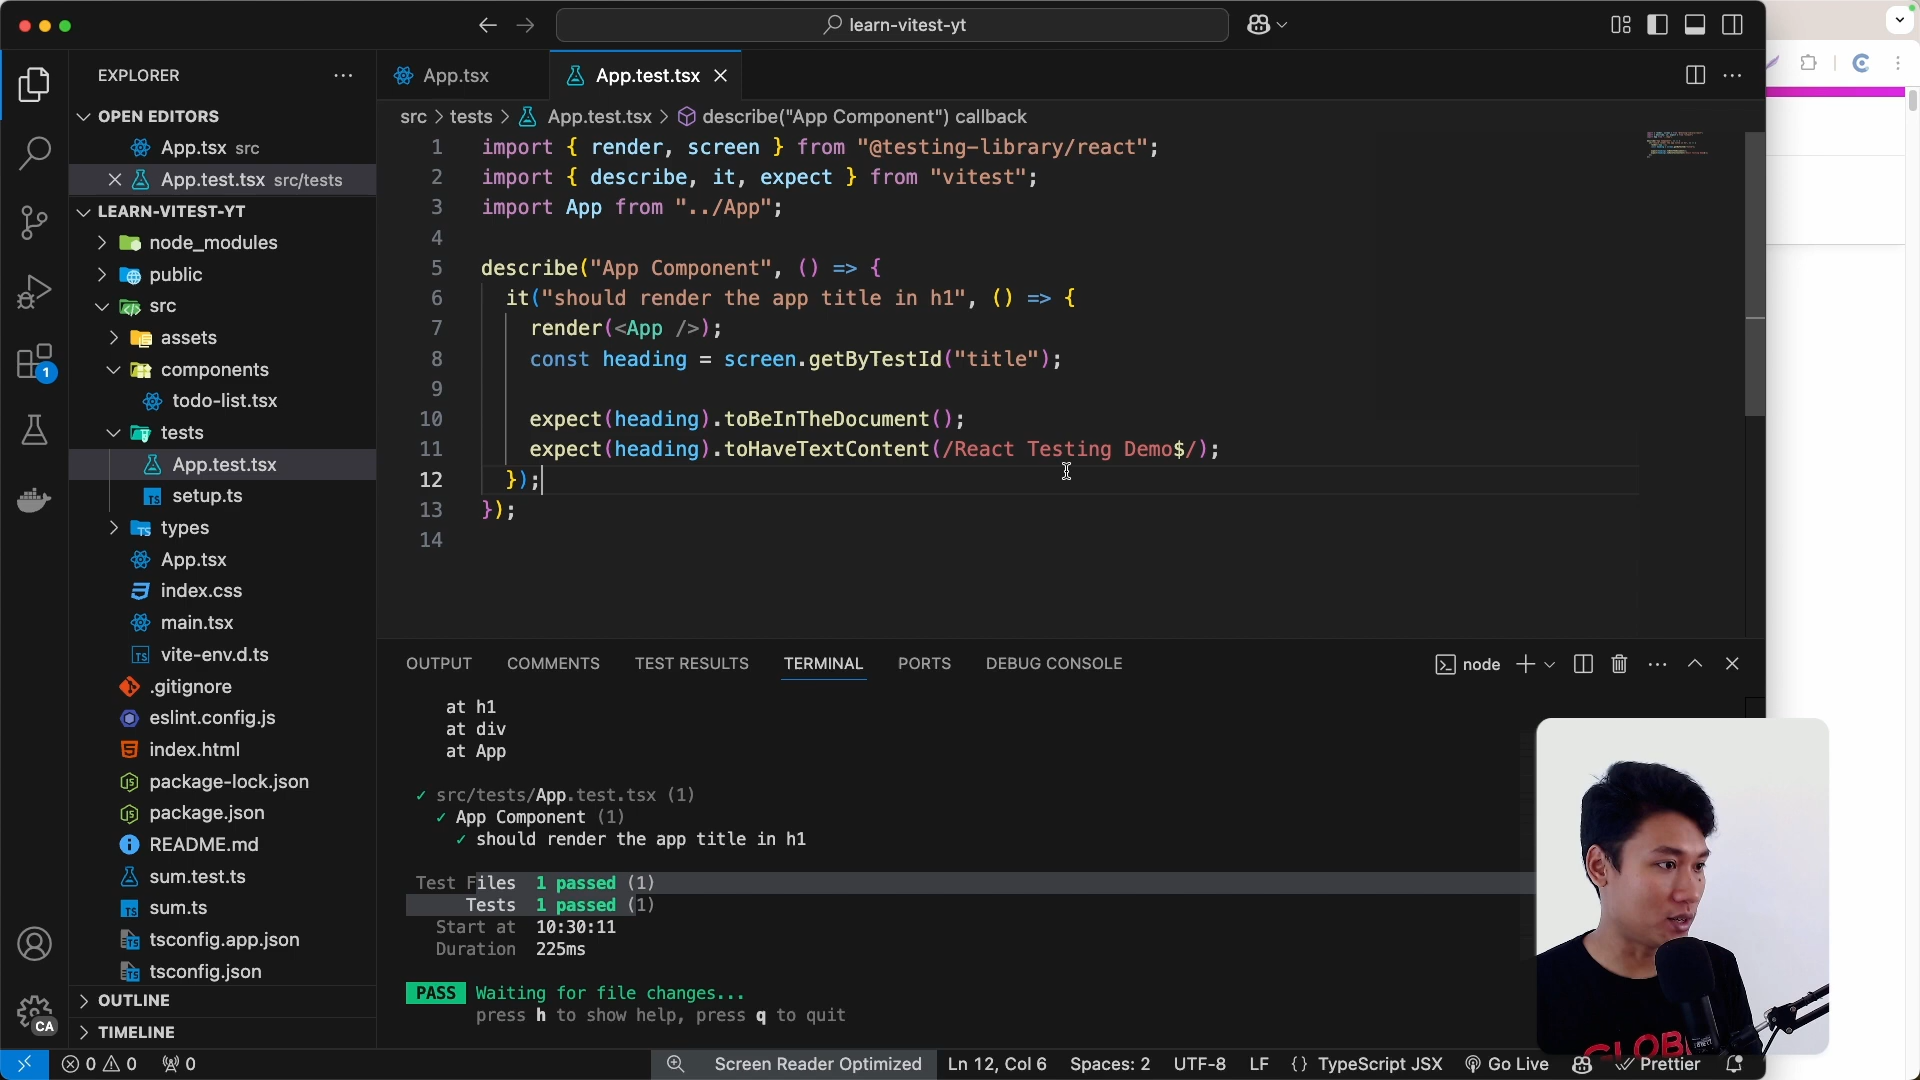 learn-vitest-yt
EXPLORER
OPEN EDITORS
App.tsx src
App.test.tsx src/tests
LEARN-VITEST-YT
node_modules
public
src
assets
components
todo-list.tsx
tests
App.test.tsx
setup.ts
types
App.tsx
index.css
main.tsx
vite-env.d.ts
.gitignore
eslint.config.js
index.html
package-lock.json
package.json
README.md
sum.test.ts
sum.ts
tsconfig.app.json
tsconfig.json
OUTLINE
TIMELINE
1
CA
App.tsx
App.test.tsx
src > tests > App.test.tsx > describe("App Component") callback
1 import { render, screen } from "@testing-library/react";
2 import { describe, it, expect } from "vitest";
3 import App from "../App";
4
5 describe("App Component", () => {
6 it("should render the app title in h1", () => {
7 render(<App />);
8 const heading = screen.getByTestId("title");
9
10 expect(heading).toBeInTheDocument();
11 expect(heading).toHaveTextContent(/React Testing Demo$/);
12 });
13 });
14
OUTPUT COMMENTS TEST RESULTS TERMINAL PORTS DEBUG CONSOLE node
at h1
at div
at App
✓ src/tests/App.test.tsx (1)
✓ App Component (1)
✓ should render the app title in h1
Test Files 1 passed (1)
Tests 1 passed (1)
Start at 10:30:11
Duration 225ms
PASS Waiting for file changes...
press h to show help, press q to quit
0 0 0 Screen Reader Optimized Ln 12, Col 6 Spaces: 2 UTF-8 LF {} TypeScript JSX Go Live Prettier